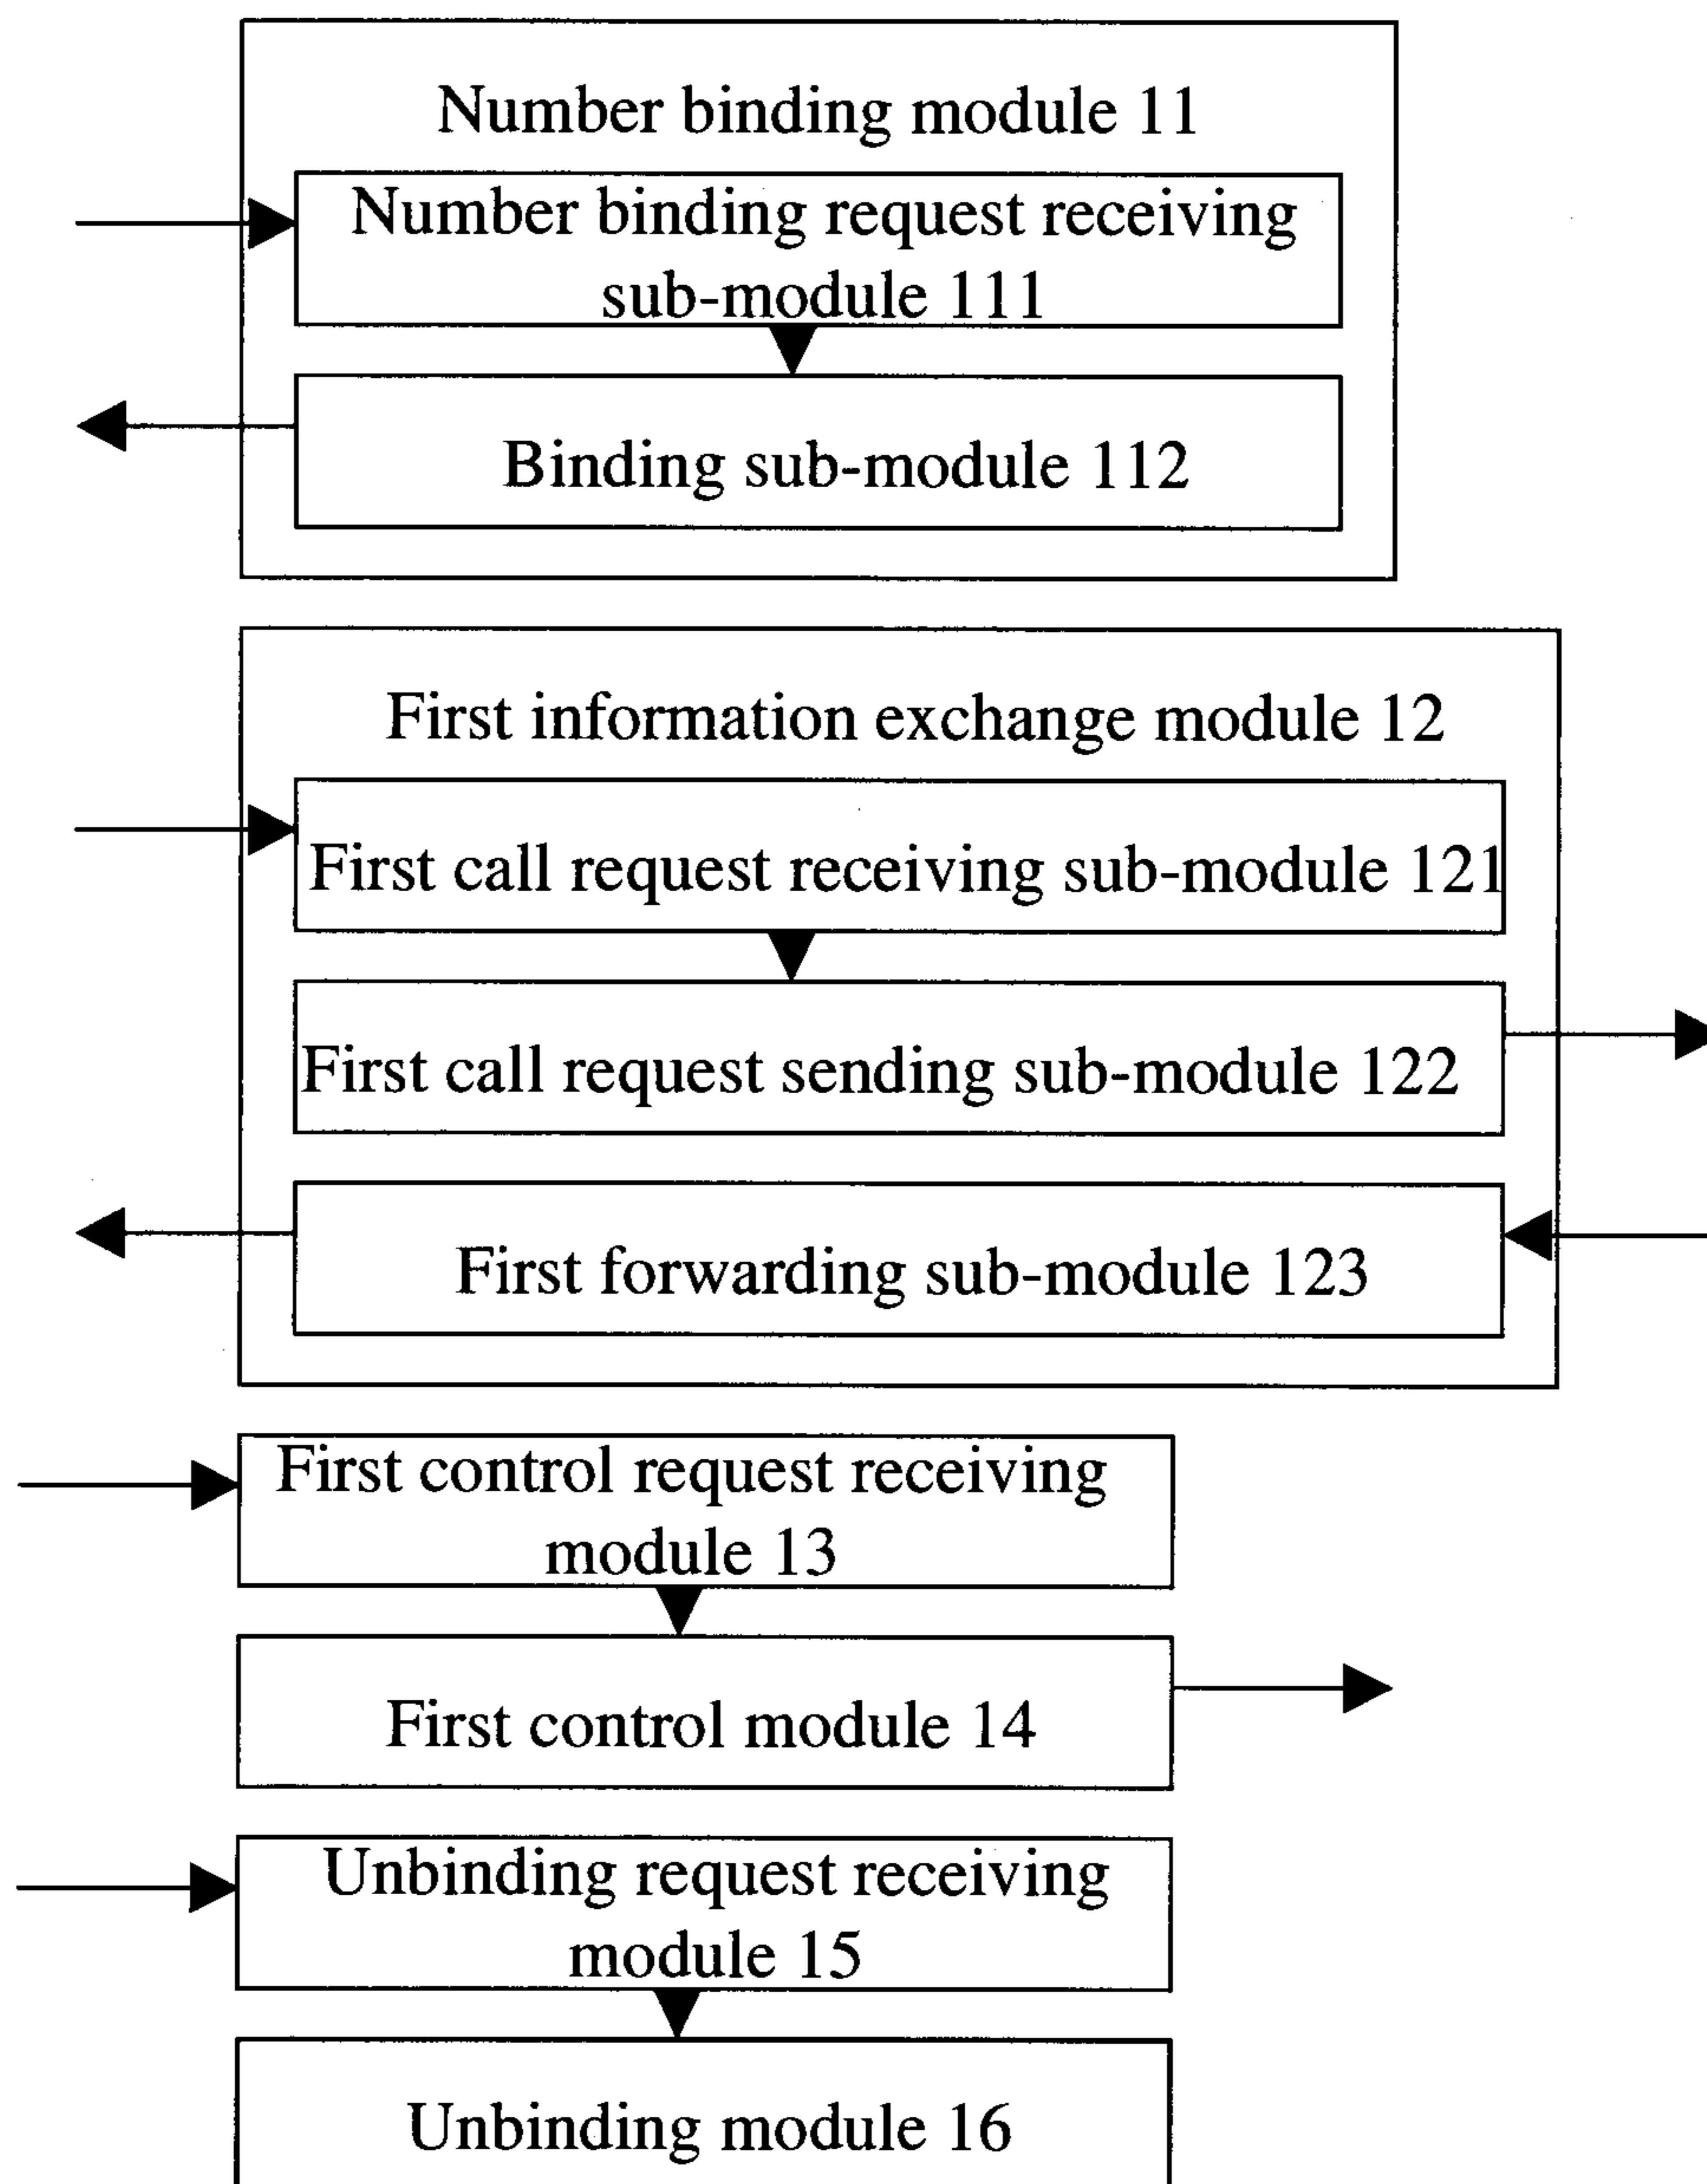 Number binding module 11
Number binding request receiving
sub-module 111
Binding sub-module 112
First information exchange module 12
First call request receiving sub-module 121
First call request sending sub-module 122
First forwarding sub-module 123
First control request receiving
module 13
First control module 14
Unbinding request receiving
module 15
Unbinding module 16